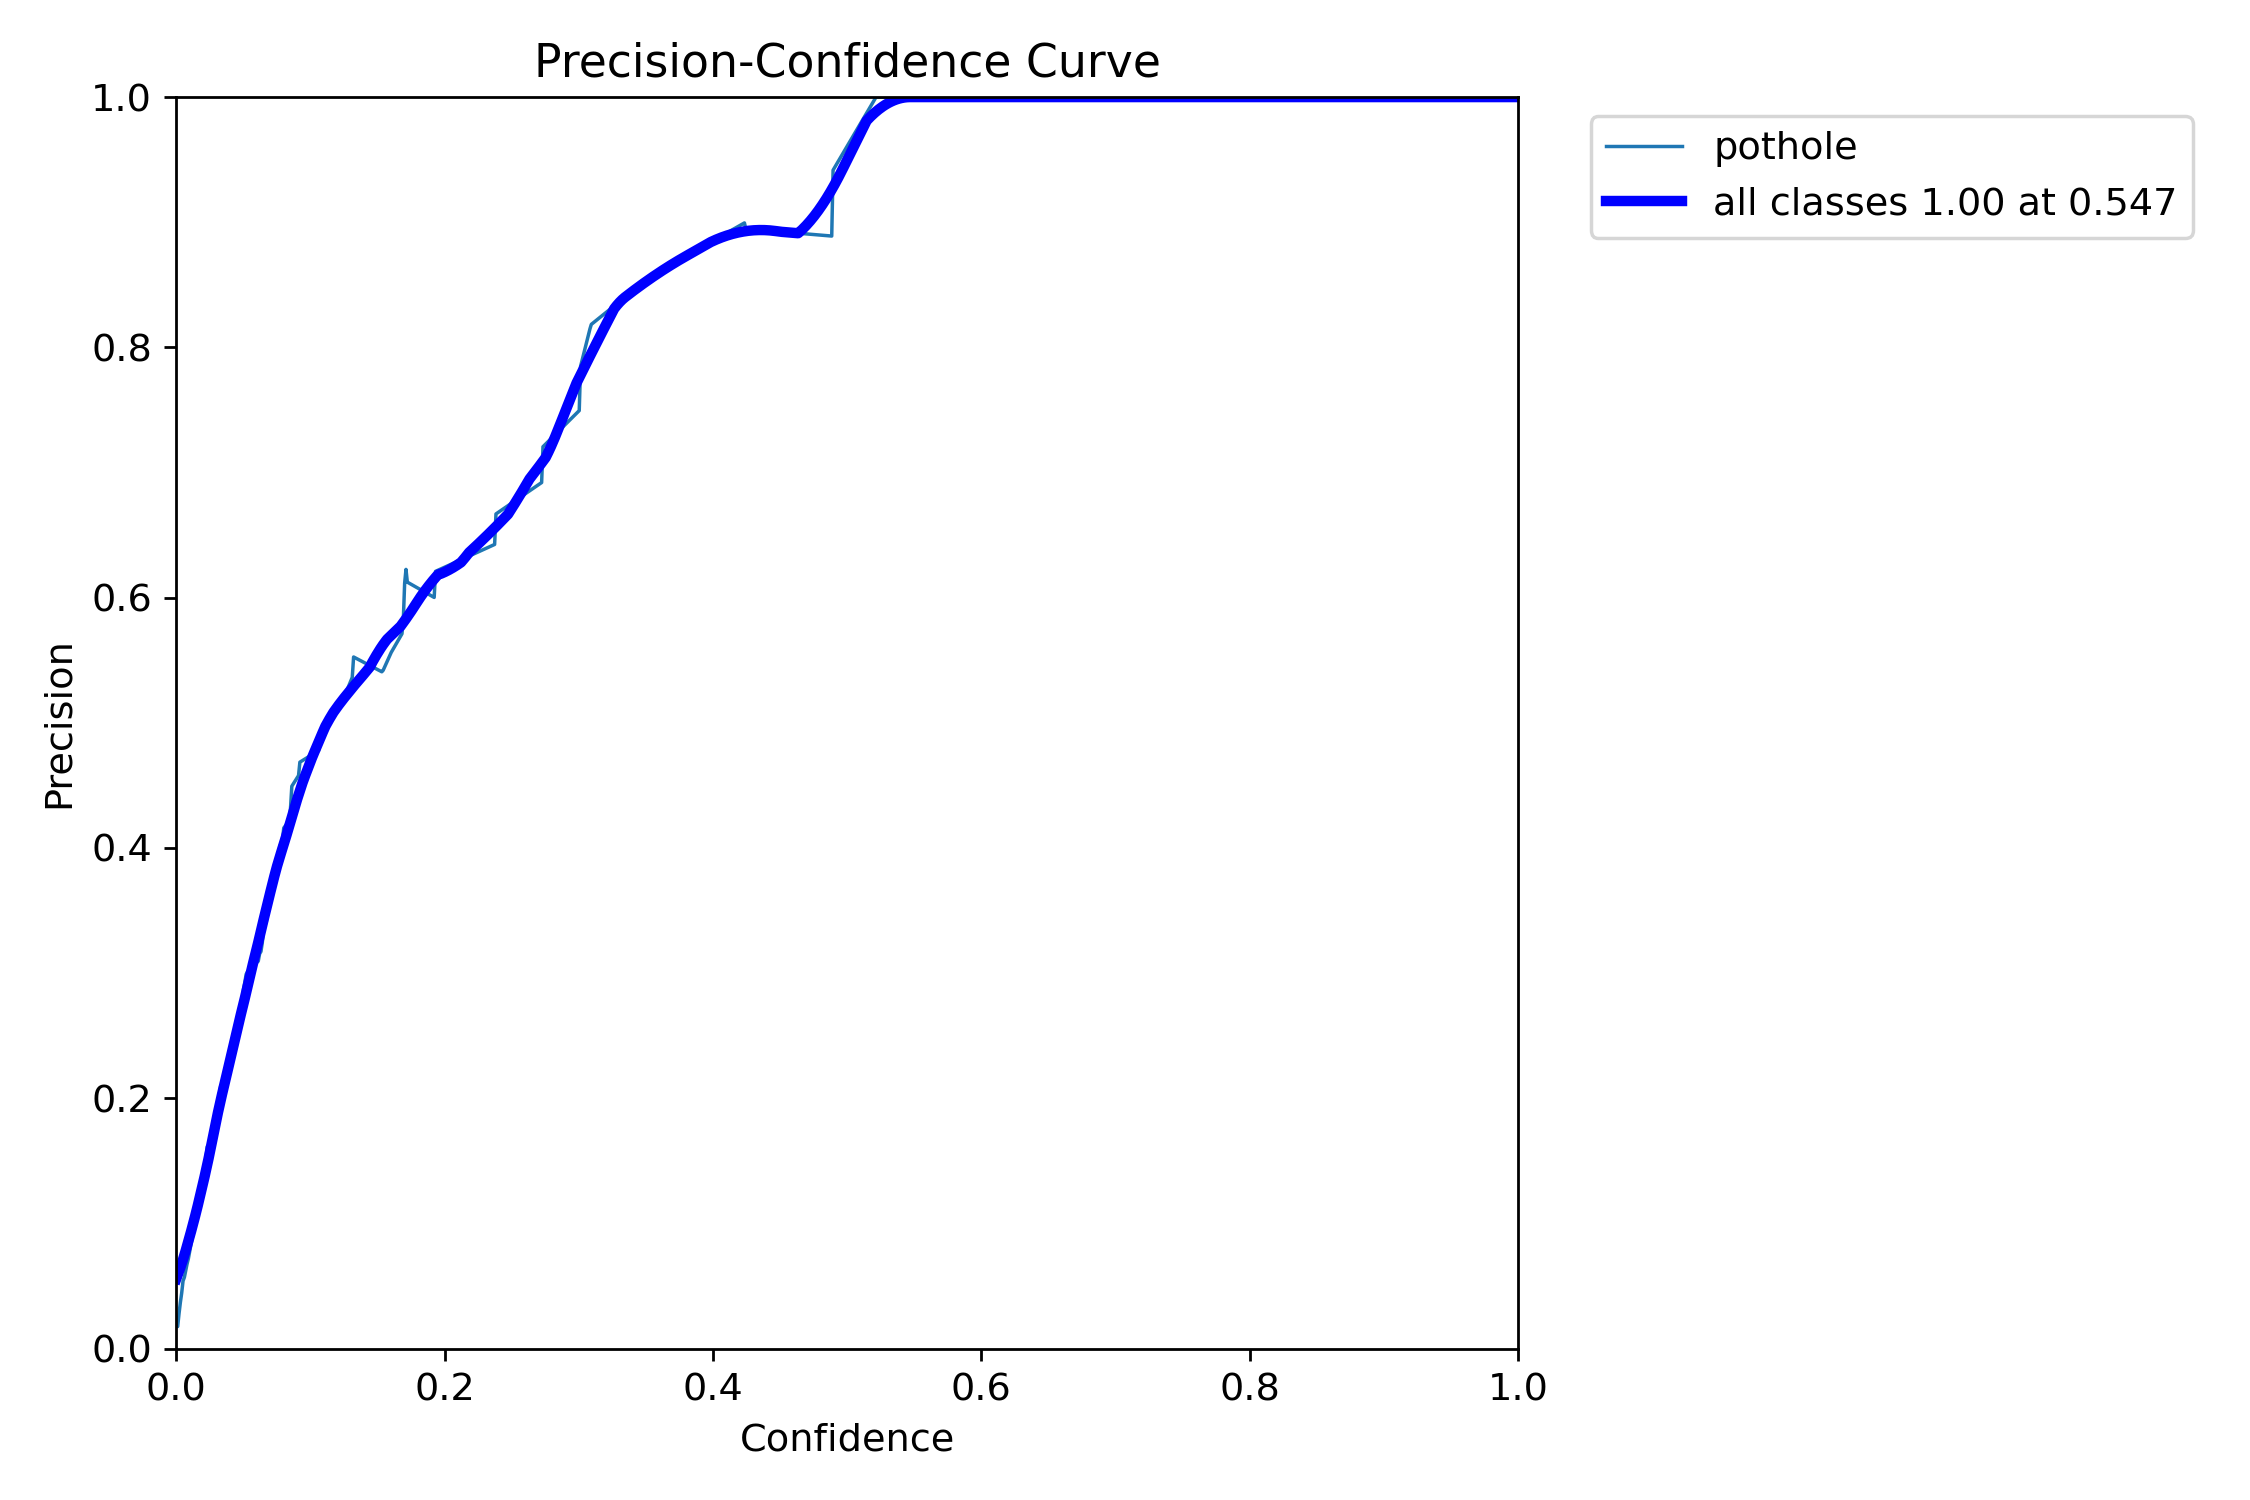 Precision-Confidence Curve
1.0
0.8
0.6
0.4
0.2
0.0
Precision
0.0 0.2 0.4 0.6 0.8 1.0
Confidence
pothole
all classes 1.00 at 0.547